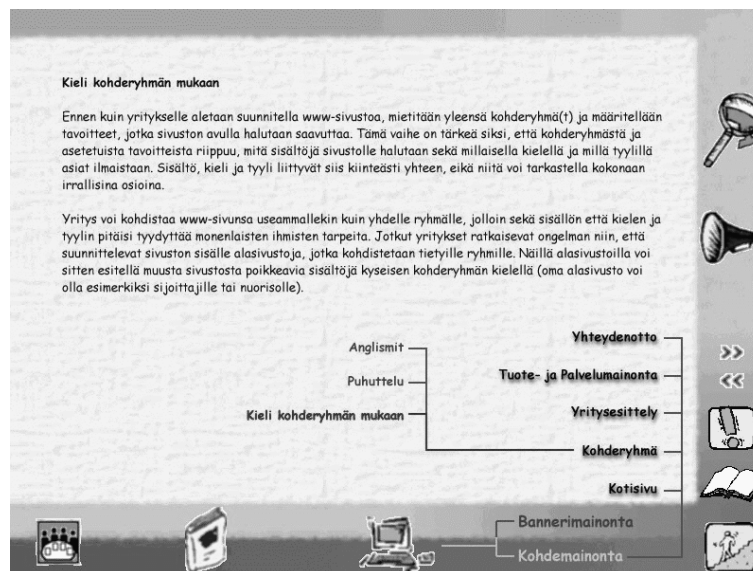 Kieli kohderyhmän mukaan
Ennen kuin yritykselle aletaan suunnitella www-sivustoa, mietitään yleensä kohderyhmä(t) ja määritellään
tavoitteet, jotka sivuston avulla halutaan saavuttaa. Tämä vaihe on tärkeä siksi, että kohderyhmästä ja
asetetuista tavoitteista riippuu, mitä sisältöjä sivustolle halutaan sekä millaisella kielellä ja millä tyylillä
asiat ilmaistaan. Sisältö, kieli ja tyyli liittyvät siis kiinteästi yhteen, eikä niitä voi tarkastella kokonaan
irrallisina osioina.
Yritys voi kohdistaa www-sivunsa useammallekin kuin yhdelle ryhmälle, jolloin sekä sisällön että kielen ja
tyylin pitäisi tyydyttää monenlaisten ihmisten tarpeita. Jotkut yritykset ratkaisevat ongelman niin, että
suunnittelevat sivuston sisälle alasivustoja, jotka kohdistetaan tietyille ryhmille. Näillä alasivustoilla voi
sitten esitellä muusta sivustosta poikkeavia sisältöjä kyseisen kohderyhmän kielellä (oma alasivusto voi
olla esimerkiksi sijoittajille tai nuorisolle).
Yhteydenotto
Anglismit
Tuote- ja Palvelumainonta
Puhuttelu
Yritysesittely
Kieli kohderyhmän mukaan
Kohderyhmä
Kotisivu
Bannerimainonta
Kohdemainonta